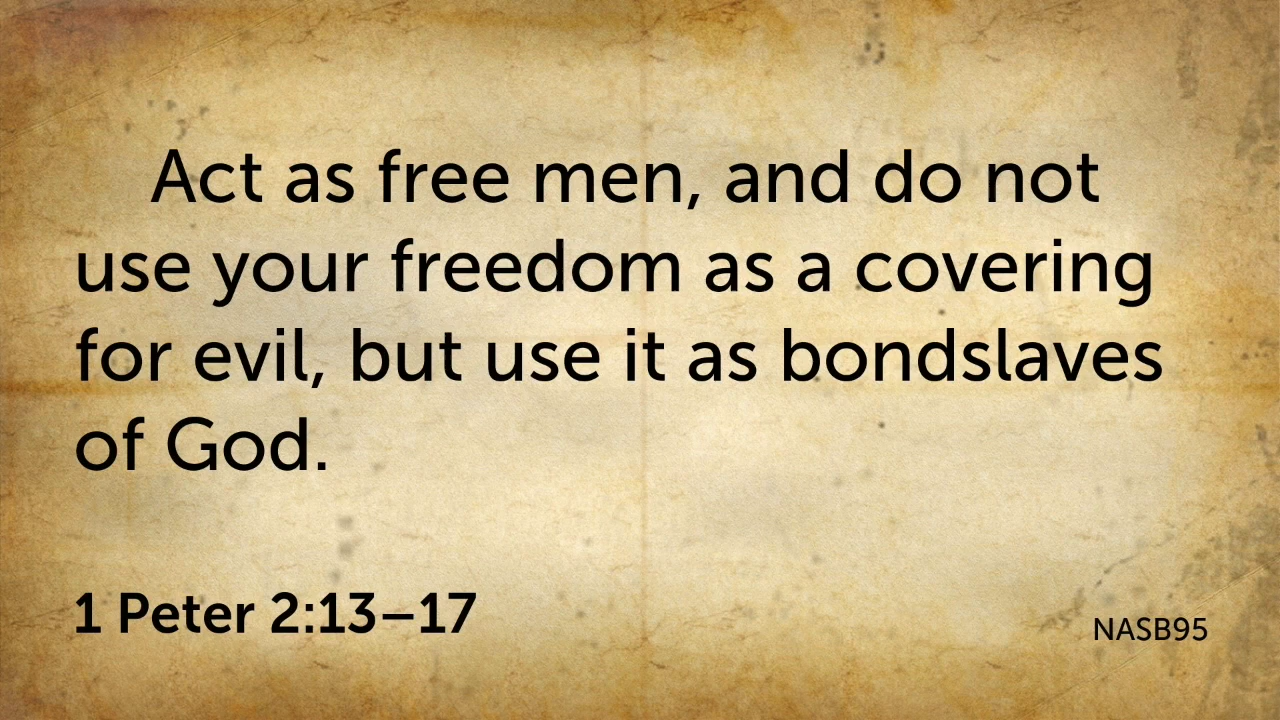 Act as free men, and do not
use your freedom as a covering
for evil, but use it as bondslaves
of God.
1 Peter 2:13–17
NASB95